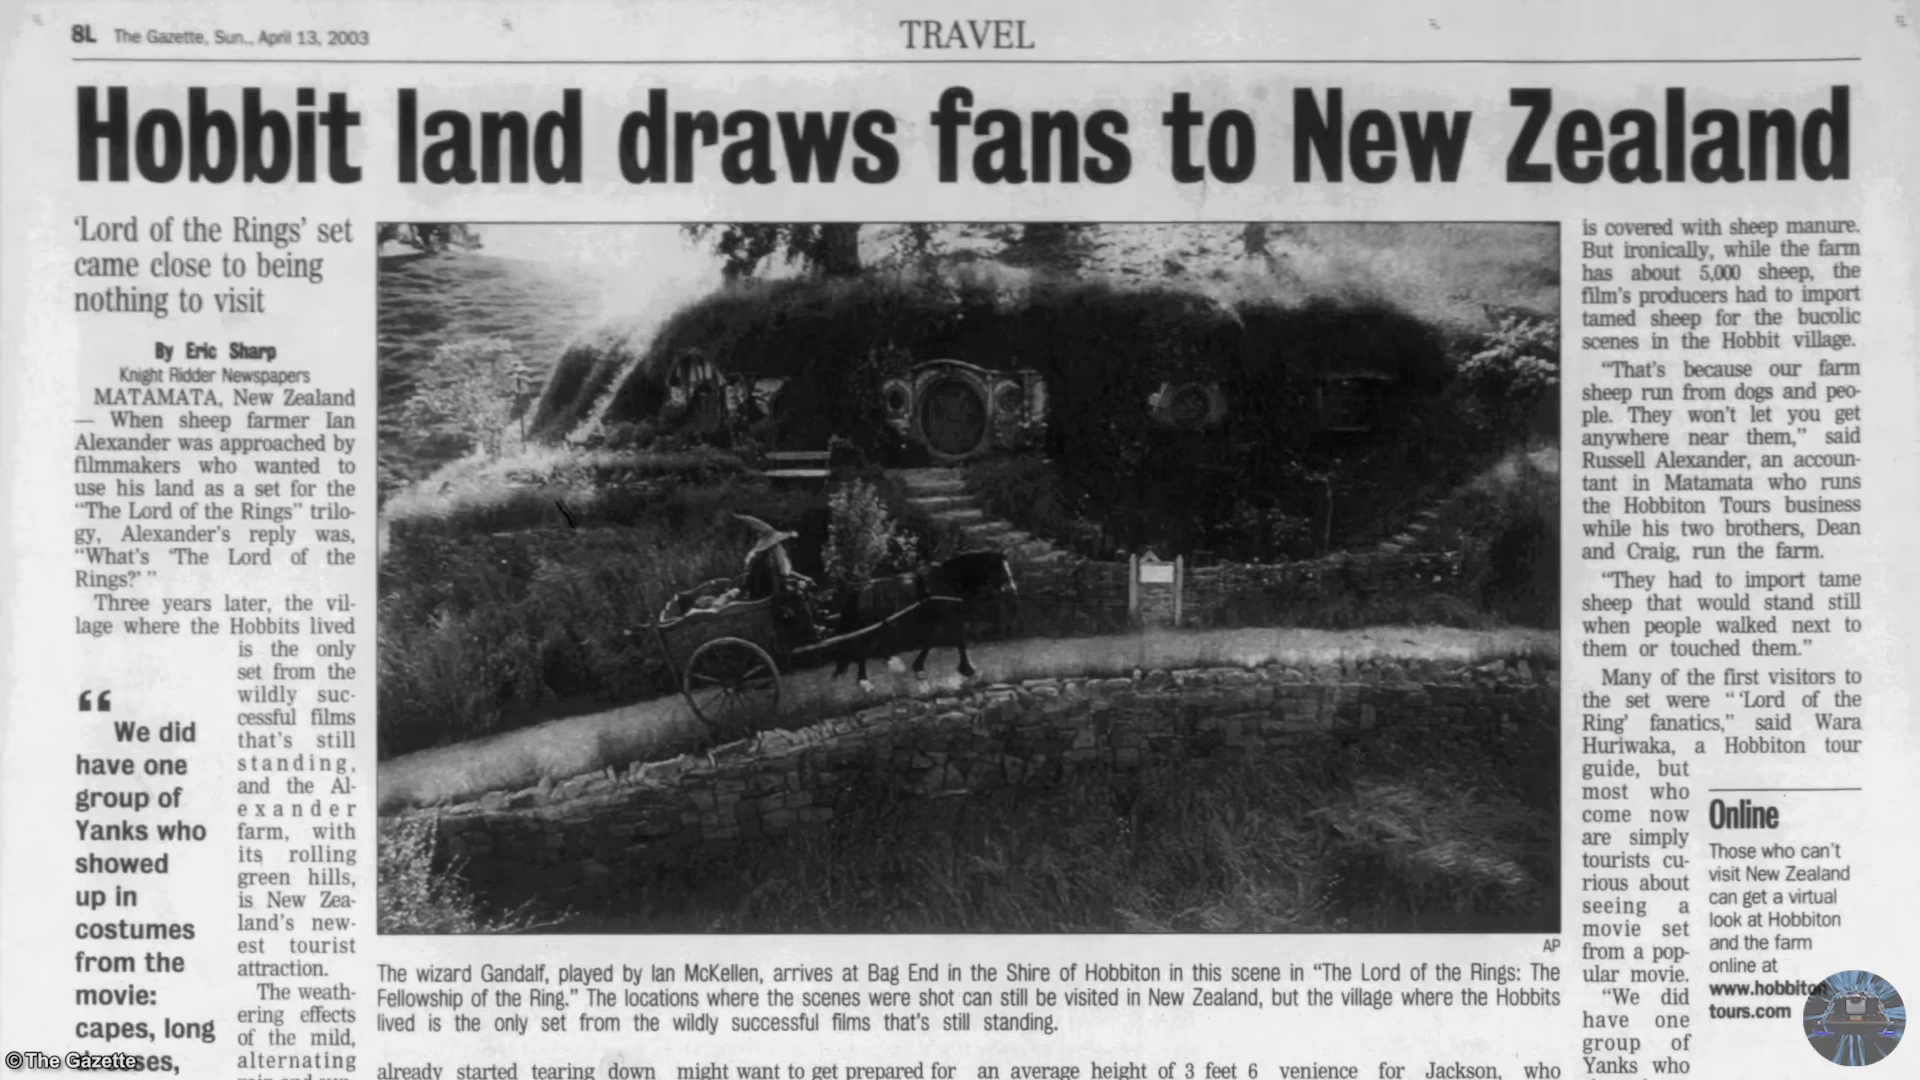 8L The Gazette, Sun., April 13, 2003
TRAVEL
Hobbit land draws fans to New Zealand
‘Lord of the Rings’ set
came close to being
nothing to visit
By Eric Sharp
Knight Ridder Newspapers
MATAMATA, New Zealand
— When sheep farmer Ian
Alexander was approached by
filmmakers who wanted to
use his land as a set for the
“The Lord of the Rings” trilo-
gy, Alexander’s reply was,
“What’s ‘The Lord of the
Rings?’ ”
Three years later, the vil-
lage where the Hobbits lived
is the only
set from the
wildly suc-
cessful films
that’s still
standing,
and the Al-
exander
farm, with
its rolling
green hills,
is New Zea-
land’s new-
est tourist
attraction.
The weath-
ering effects
of the mild,
alternating
“
We did
have one
group of
Yanks who
showed
up in
costumes
from the
movie:
capes, long
AP
The wizard Gandalf, played by Ian McKellen, arrives at Bag End in the Shire of Hobbiton in this scene in “The Lord of the Rings: The
Fellowship of the Ring.” The locations where the scenes were shot can still be visited in New Zealand, but the village where the Hobbits
lived is the only set from the wildly successful films that’s still standing.
already started tearing down
might want to get prepared for
an average height of 3 feet 6
venience for Jackson, who
is covered with sheep manure.
But ironically, while the farm
has about 5,000 sheep, the
film’s producers had to import
tamed sheep for the bucolic
scenes in the Hobbit village.
“That’s because our farm
sheep run from dogs and peo-
ple. They won’t let you get
anywhere near them,” said
Russell Alexander, an accoun-
tant in Matamata who runs
the Hobbiton Tours business
while his two brothers, Dean
and Craig, run the farm.
“They had to import tame
sheep that would stand still
when people walked next to
them or touched them.”
Many of the first visitors to
the set were “ ‘Lord of the
Ring’ fanatics,” said Wara
Huriwaka, a Hobbiton tour
guide, but
most who
come now
are simply
tourists cu-
rious about
seeing a
movie set
from a pop-
ular movie.
“We did
have one
group of
Yanks who
Online
Those who can’t
visit New Zealand
can get a virtual
look at Hobbiton
and the farm
online at
www.hobbiton
tours.com
© The Gazette